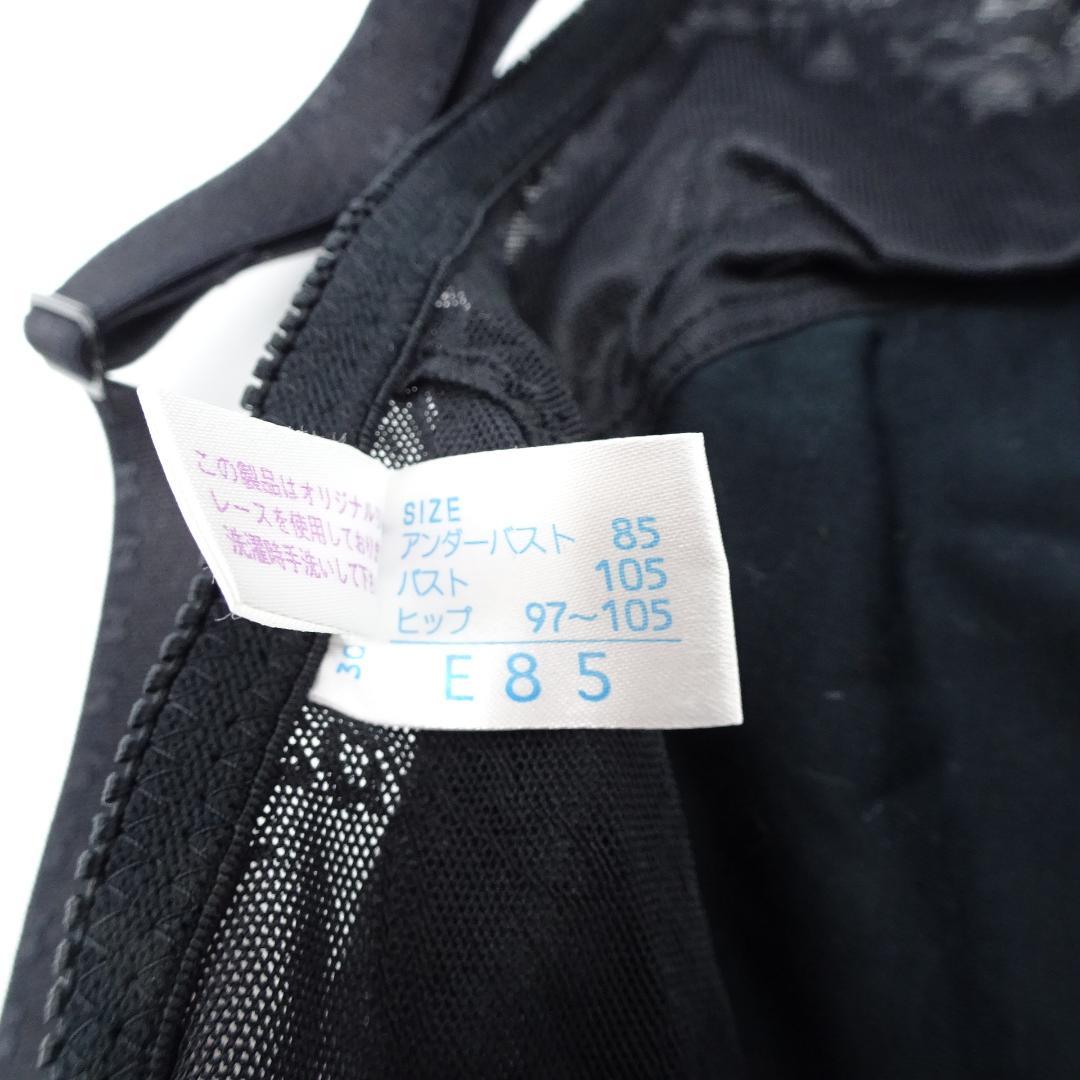 この製品はオリジナル
レースを使用しており
洗濯時手洗いして下
SIZE
アンダーバスト 85
バスト 105
ヒップ 97〜105
E85
30